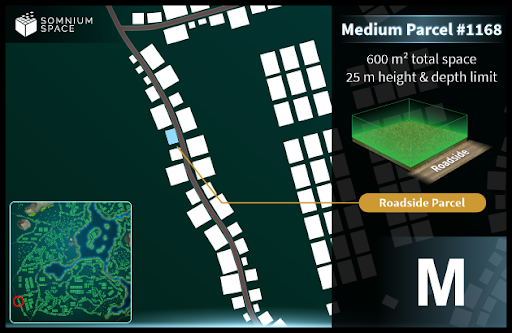 SOMNIUM
SPACE
Medium Parcel #1168
600 m² total space
25 m height & depth limit
Roadside
Roadside Parcel
M